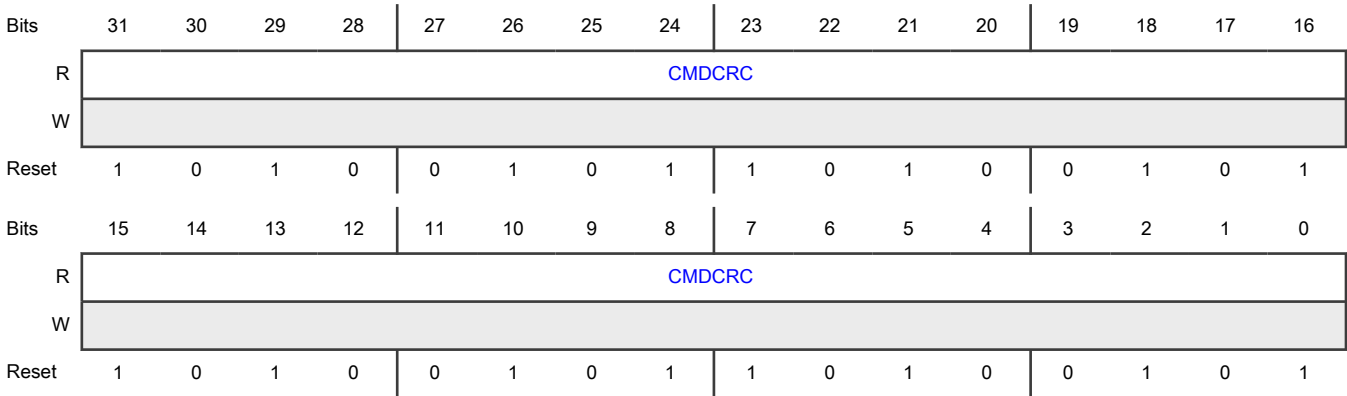 Bits 31 30 29 28 27 26 25 24 23 22 21 20 19 18 17 16
R CMDCRC
W
Reset 1 0 1 0 0 1 0 1 1 0 1 0 0 1 0 1
Bits 15 14 13 12 11 10 9 8 7 6 5 4 3 2 1 0
R CMDCRC
W
Reset 1 0 1 0 0 1 0 1 1 0 1 0 0 1 0 1